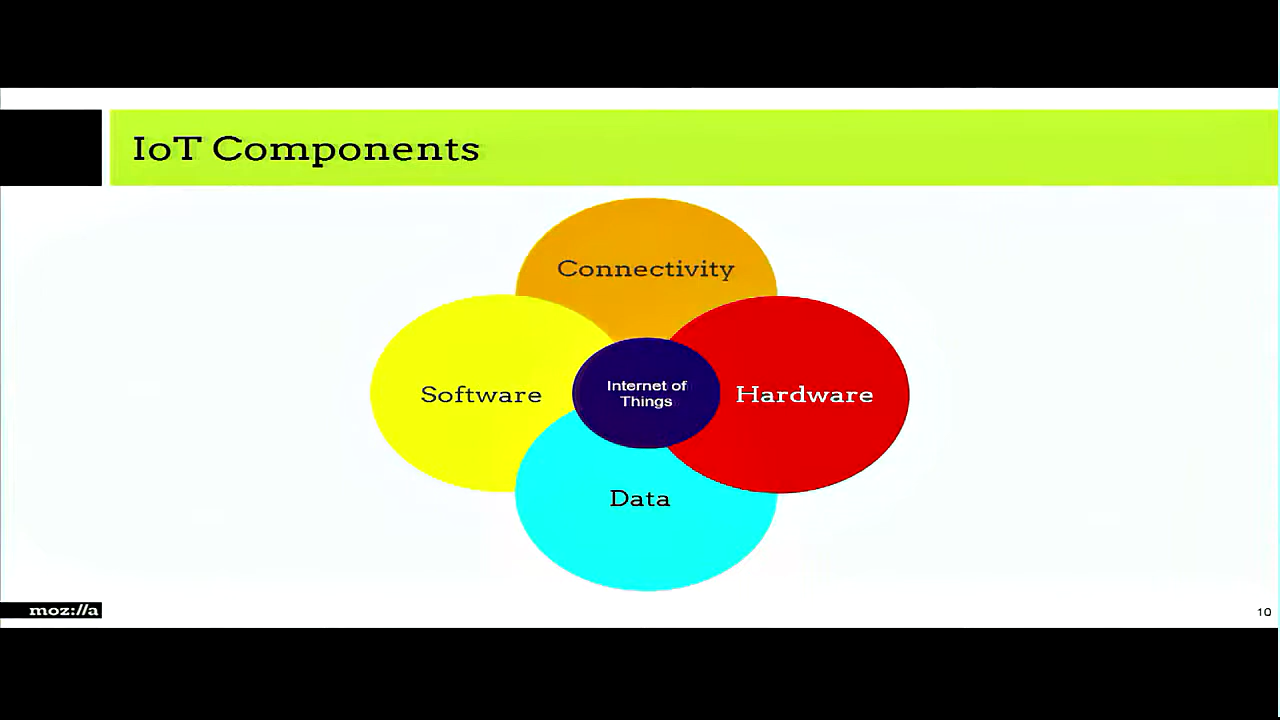 IoT Components
Connectivity
Software
Internet of
Things
Hardware
Data
moz://a
10